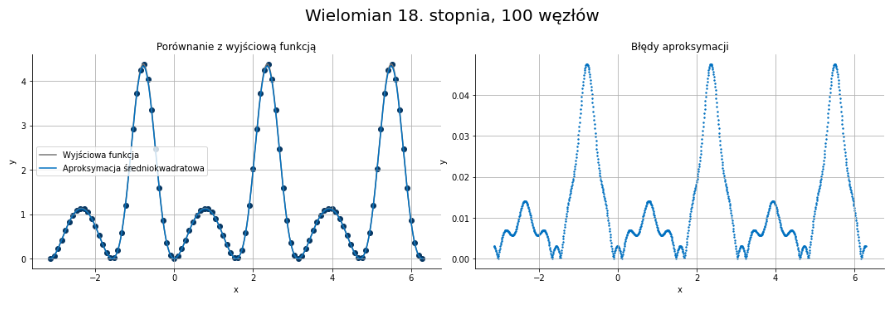 Wielomian 18. stopnia, 100 węzłów
Porównanie z wyjściową funkcją
4
3
2
1
0
y
Wyjściowa funkcja
Aproksymacja średniokwadratowa
−2
0
2
4
6
x
Błędy aproksymacji
0.04
0.03
0.02
0.01
0.00
y
−2
0
2
4
6
x